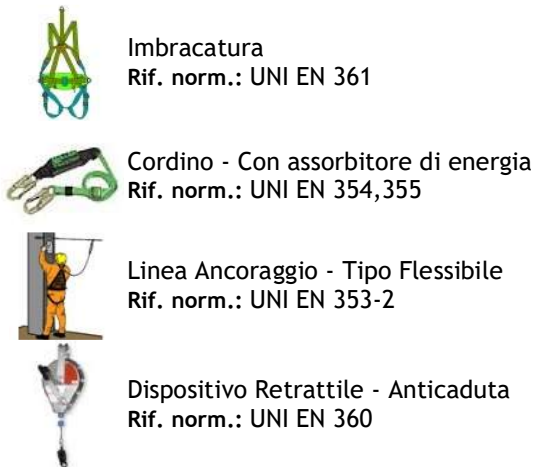 Imbracatura
Rif. norm.: UNI EN 361
Cordino - Con assorbitore di energia
Rif. norm.: UNI EN 354,355
Linea Ancoraggio - Tipo Flessibile
Rif. norm.: UNI EN 353-2
Dispositivo Retrattile - Anticaduta
Rif. norm.: UNI EN 360